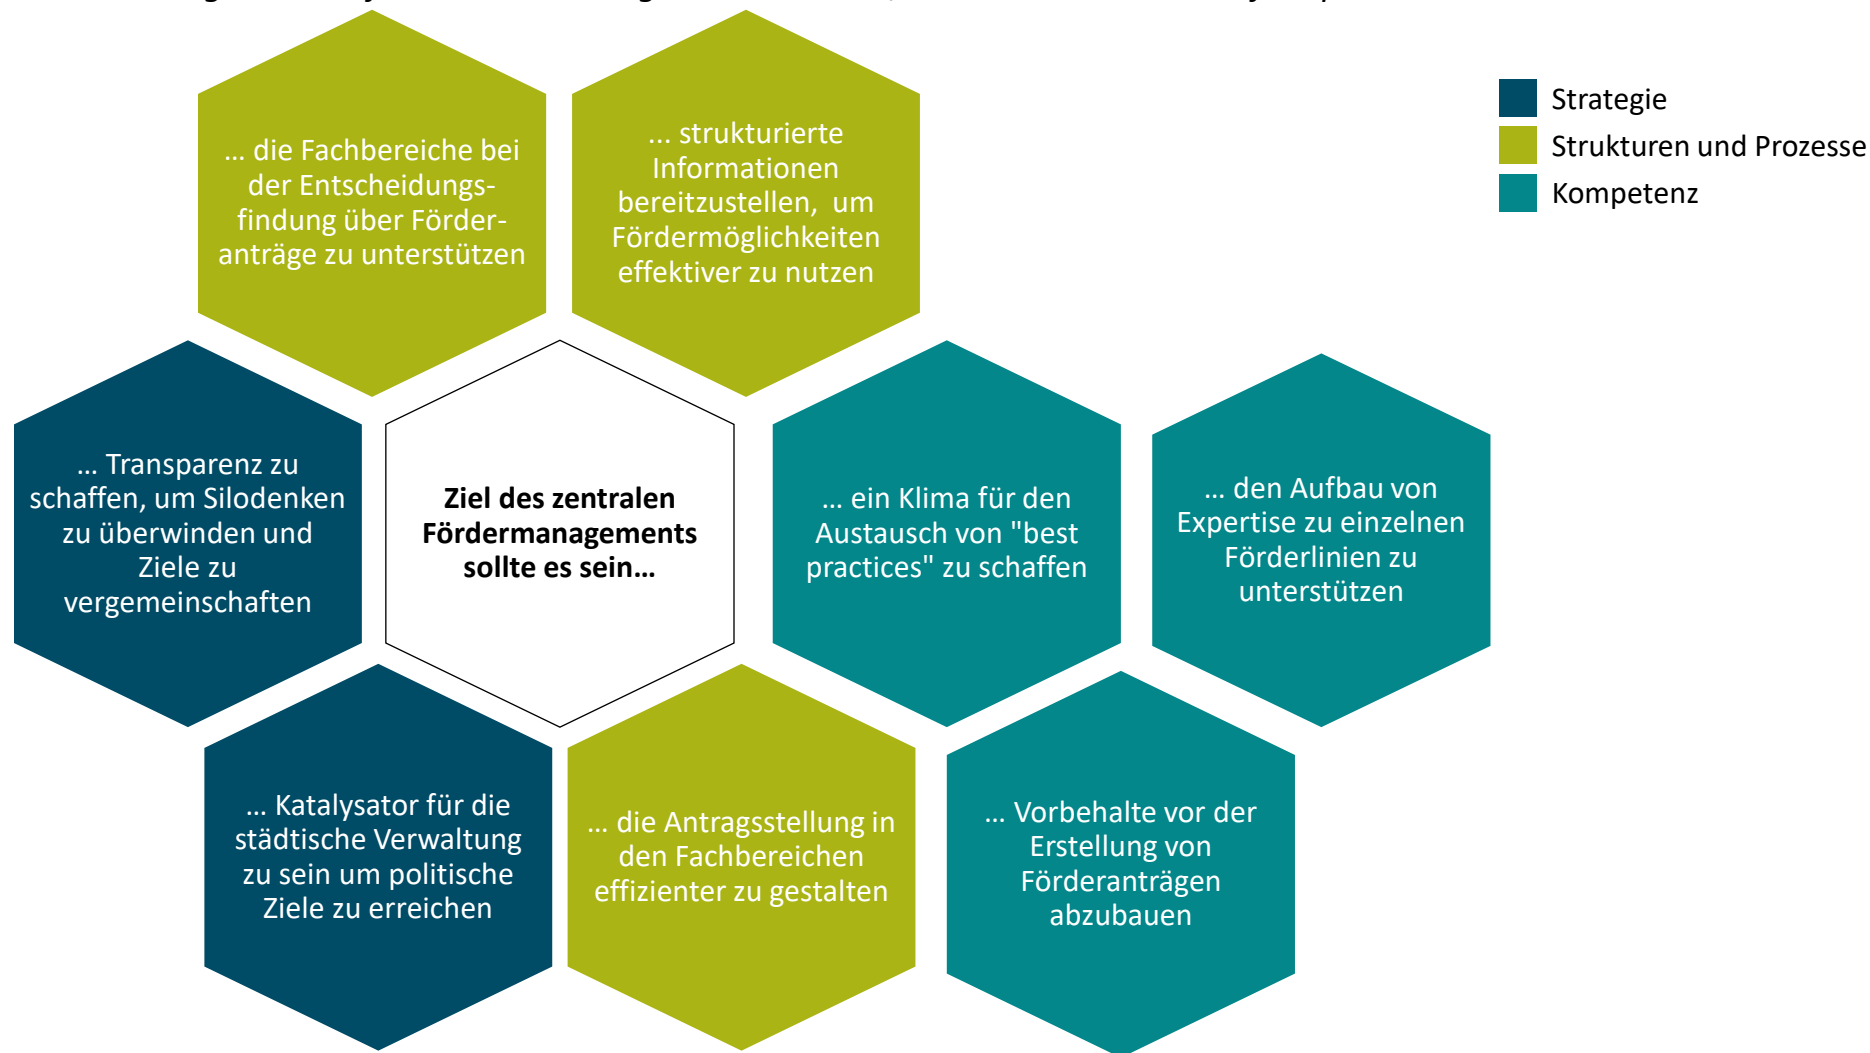 ... die Fachbereiche bei
der Entscheidungs-
findung über Förder-
anträge zu unterstützen
... strukturierte
Informationen
bereitzustellen, um
Fördermöglichkeiten
effektiver zu nutzen
Strategie
Strukturen und Prozesse
Kompetenz
... Transparenz zu
schaffen, um Silodenken
zu überwinden und
Ziele zu
vergemeinschaften
Ziel des zentralen
Fördermanagements
sollte es sein...
... ein Klima für den
Austausch von "best
practices" zu schaffen
... den Aufbau von
Expertise zu einzelnen
Förderlinien zu
unterstützen
... Katalysator für die
städtische Verwaltung
zu sein um politische
Ziele zu erreichen
... die Antragsstellung in
den Fachbereichen
effizienter zu gestalten
... Vorbehalte vor der
Erstellung von
Förderanträgen
abzubauen